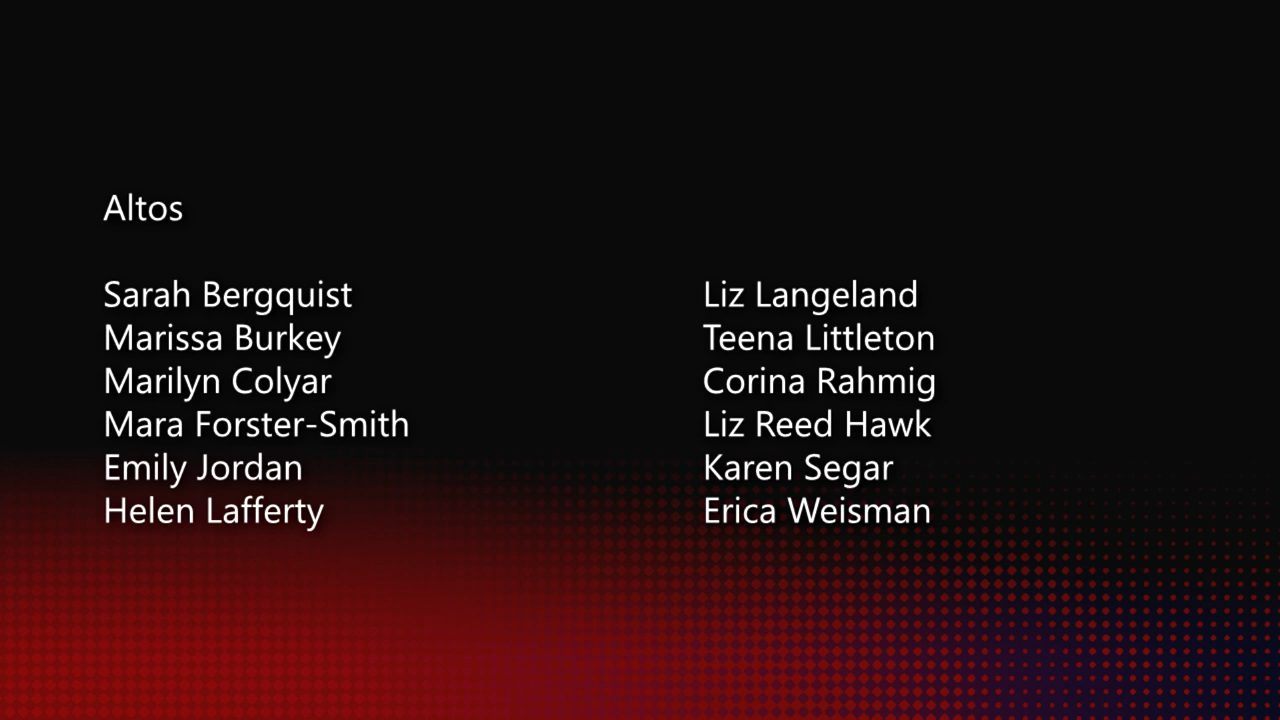 Altos
Sarah Bergquist
Marissa Burkey
Marilyn Colyar
Mara Forster-Smith
Emily Jordan
Helen Lafferty
Liz Langeland
Teena Littleton
Corina Rahmig
Liz Reed Hawk
Karen Segar
Erica Weisman